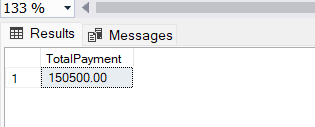 133 %
Results Messages
TotalPayment
1 150500.00